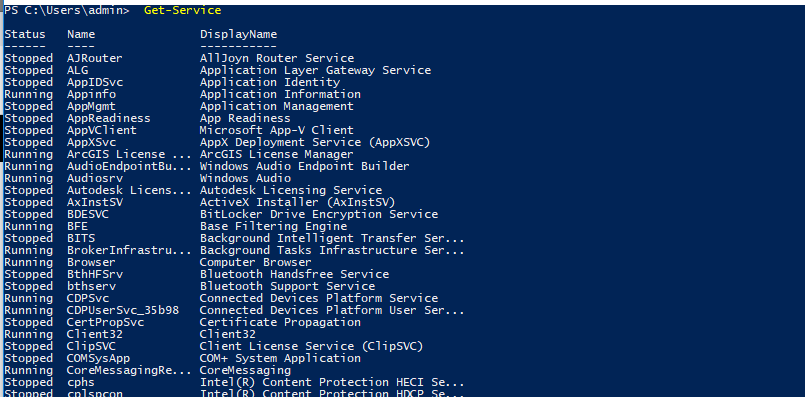 PS C:\Users\admin> Get-Service
Status Name DisplayName
------ ---- -----------
Stopped AJRouter AllJoyn Router Service
Stopped ALG Application Layer Gateway Service
Stopped AppIDSvc Application Identity
Running Appinfo Application Information
Stopped AppMgmt Application Management
Stopped AppReadiness App Readiness
Stopped AppVClient Microsoft App-V Client
Stopped AppXSvc AppX Deployment Service (AppXSVC)
Running ArcGIS License ... ArcGIS License Manager
Running AudioEndpointBu... Windows Audio Endpoint Builder
Running Audiosrv Windows Audio
Stopped Autodesk Licens... Autodesk Licensing Service
Stopped AxInstSV ActiveX Installer (AxInstSV)
Stopped BDESVC BitLocker Drive Encryption Service
Running BFE Base Filtering Engine
Stopped BITS Background Intelligent Transfer Ser...
Running BrokerInfrastru... Background Tasks Infrastructure Ser...
Running Browser Computer Browser
Stopped BthHFSrv Bluetooth Handsfree Service
Stopped bthserv Bluetooth Support Service
Running CDPSvc Connected Devices Platform Service
Running CDPUserSvc_35b98 Connected Devices Platform User Ser...
Stopped CertPropSvc Certificate Propagation
Running Client32 Client32
Stopped ClipSVC Client License Service (ClipSVC)
Stopped COMSysApp COM+ System Application
Running CoreMessagingRe... CoreMessaging
Stopped cphs Intel(R) Content Protection HECI Se...
Stopped cplspcon Intel(R) Content Protection HDCP Se...